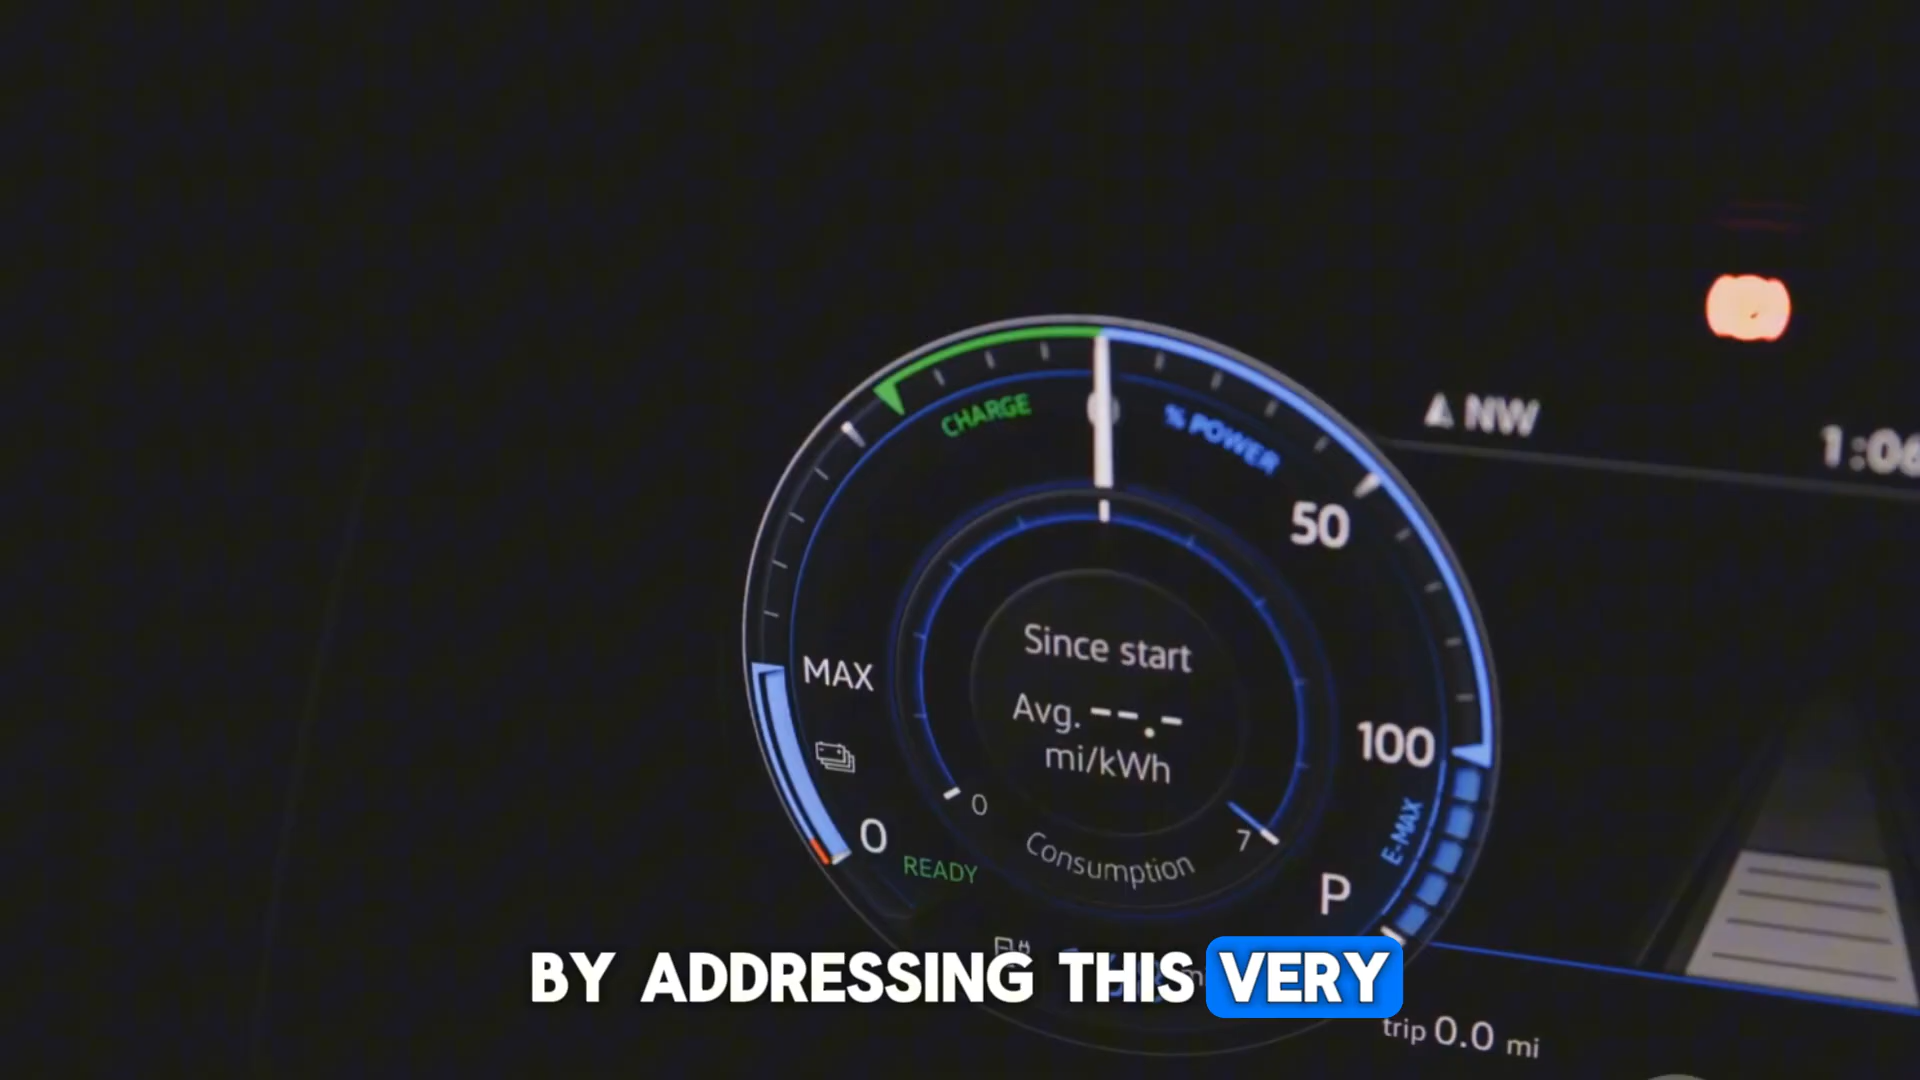 NW
1:06
CHARGE
% POWER
50
Since start
MAX
Avg. --.-
100
mi/kWh
0
7
E-MAX
0
Consumption
READY
P
BY ADDRESSING THIS VERY
trip 0.0 mi